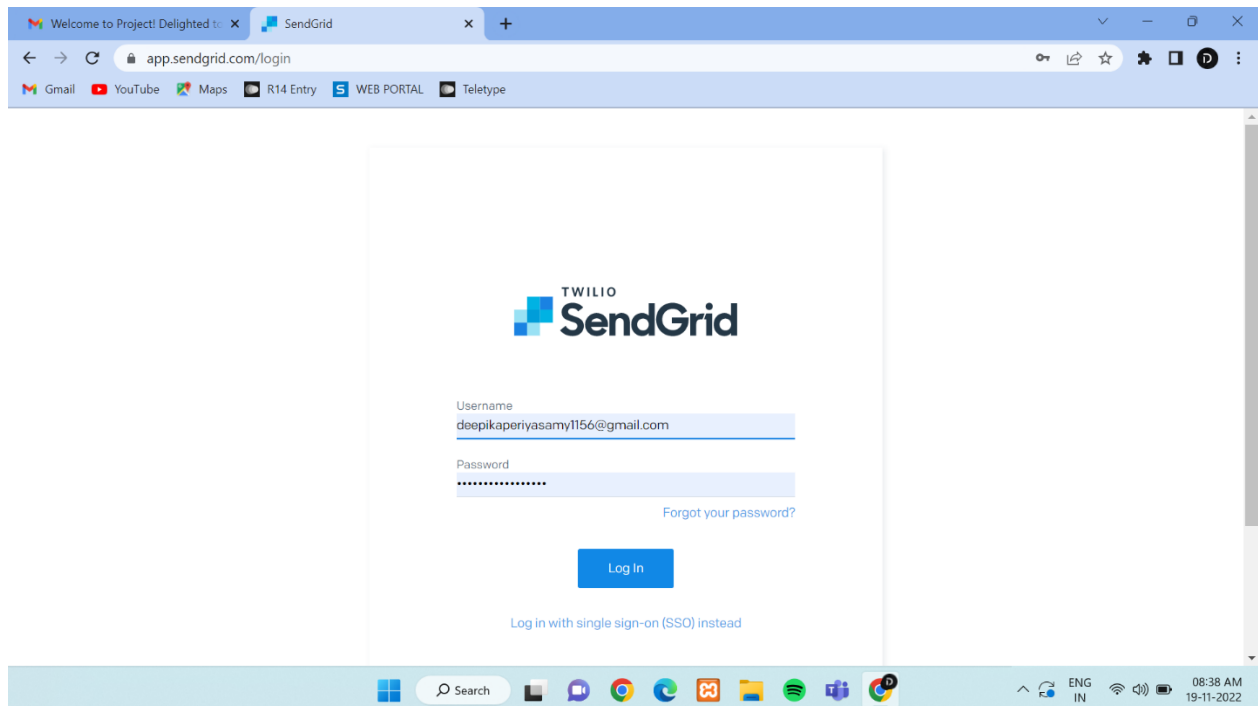 Welcome to Project! Delighted to
SendGrid
app.sendgrid.com/login
D
Gmail
YouTube
Maps
R14 Entry
S WEB PORTAL
Teletype
TWILIO
SendGrid
Username
deepikaperiyasamy1156@gmail.com
Password
•••••••••••••••••
Forgot your password?
Log In
Log in with single sign-on (SSO) instead
Search
D
ENG
IN
08:38 AM
19-11-2022